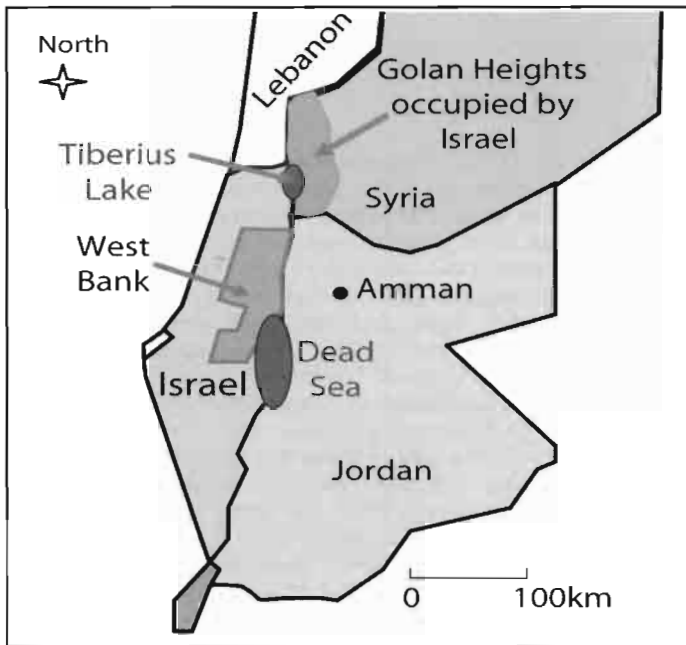 North
Lebanon
Golan Heights
occupied by
Israel
Tiberius
Lake
Syria
West
Bank
Amman
Dead
Sea
Israel
Jordan
0
100km